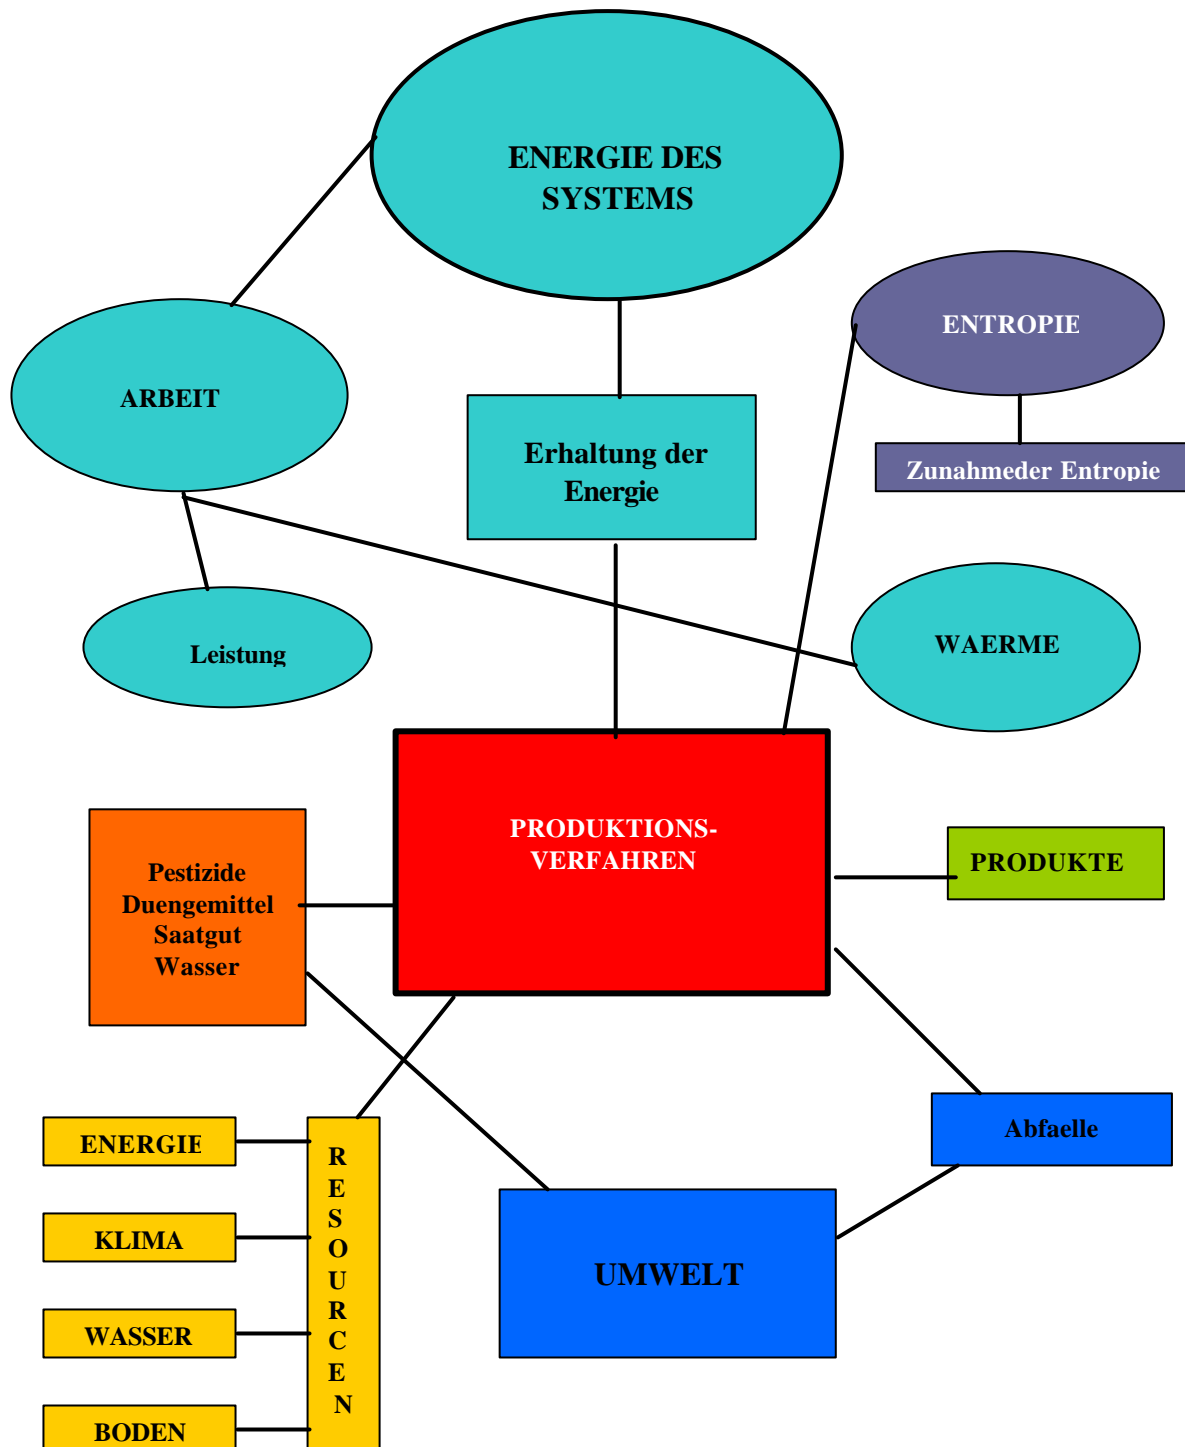 ENERGIE DES
SYSTEMS
ENTROPIE
ARBEIT
Erhaltung der
Energie
Zunahmeder Entropie
WAERME
Leistung
PRODUKTIONS-
VERFAHREN
PRODUKTE
Pestizide
Duengemittel
Saatgut
Wasser
Abfaelle
ENERGIE
KLIMA
WASSER
BODEN
R
E
S
O
U
R
C
E
N
UMWELT